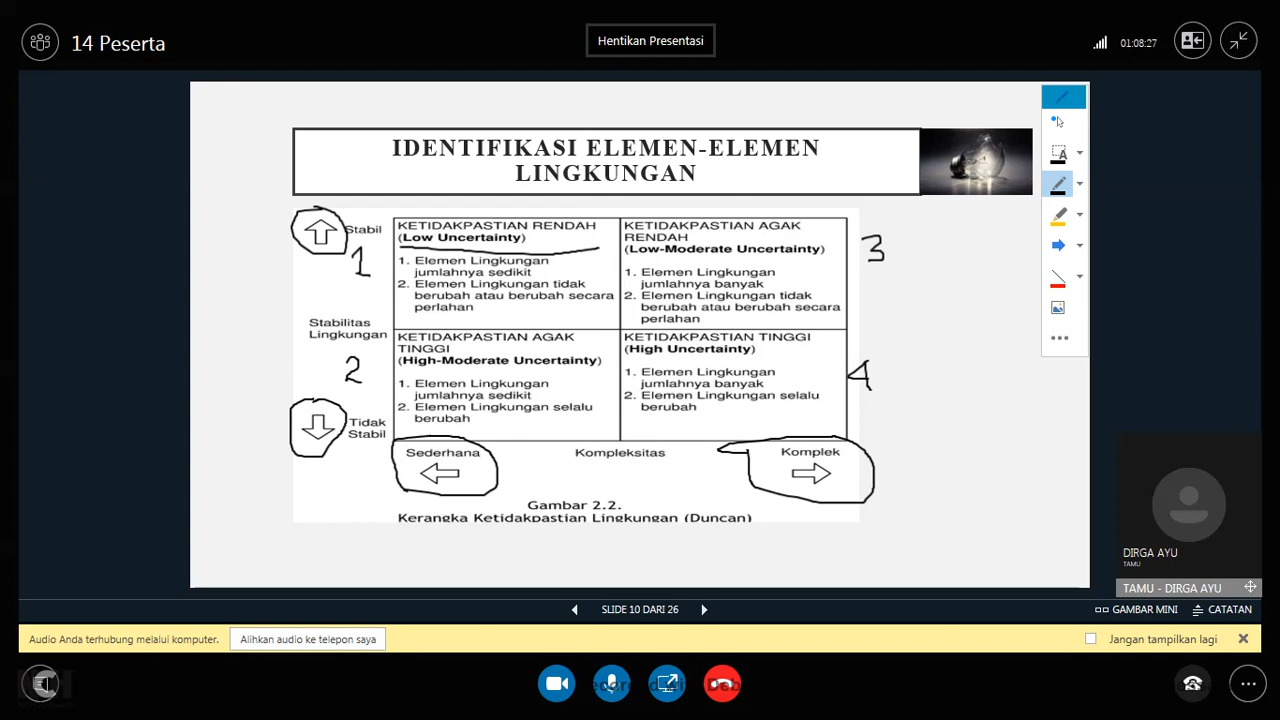 14 Peserta
Hentikan Presentasi
01:08:27
IDENTIFIKASI ELEMEN-ELEMEN
LINGKUNGAN
Stabil
1
Stabilitas
Lingkungan
2
Tidak
Stabil
KETIDAKPASTIAN RENDAH
(Low Uncertainty)
1. Elemen Lingkungan
jumlahnya sedikit
2. Elemen Lingkungan tidak
berubah atau berubah secara
perlahan
KETIDAKPASTIAN AGAK
RENDAH
(Low-Moderate Uncertainty)
1. Elemen Lingkungan
jumlahnya banyak
2. Elemen Lingkungan tidak
berubah atau berubah secara
perlahan
3
KETIDAKPASTIAN AGAK
TINGGI
(High-Moderate Uncertainty)
1. Elemen Lingkungan
jumlahnya sedikit
2. Elemen Lingkungan selalu
berubah
KETIDAKPASTIAN TINGGI
(High Uncertainty)
1. Elemen Lingkungan
jumlahnya banyak
2. Elemen Lingkungan selalu
berubah
4
Sederhana
Kompleksitas
Komplek
Gambar 2.2.
Kerangka Ketidakpastian Lingkungan (Duncan)
A
DIRGA AYU
TAMU
TAMU - DIRGA AYU
SLIDE 10 DARI 26
GAMBAR MINI
CATATAN
Audio Anda terhubung melalui komputer.
Alihkan audio ke telepon saya
Jangan tampilkan lagi